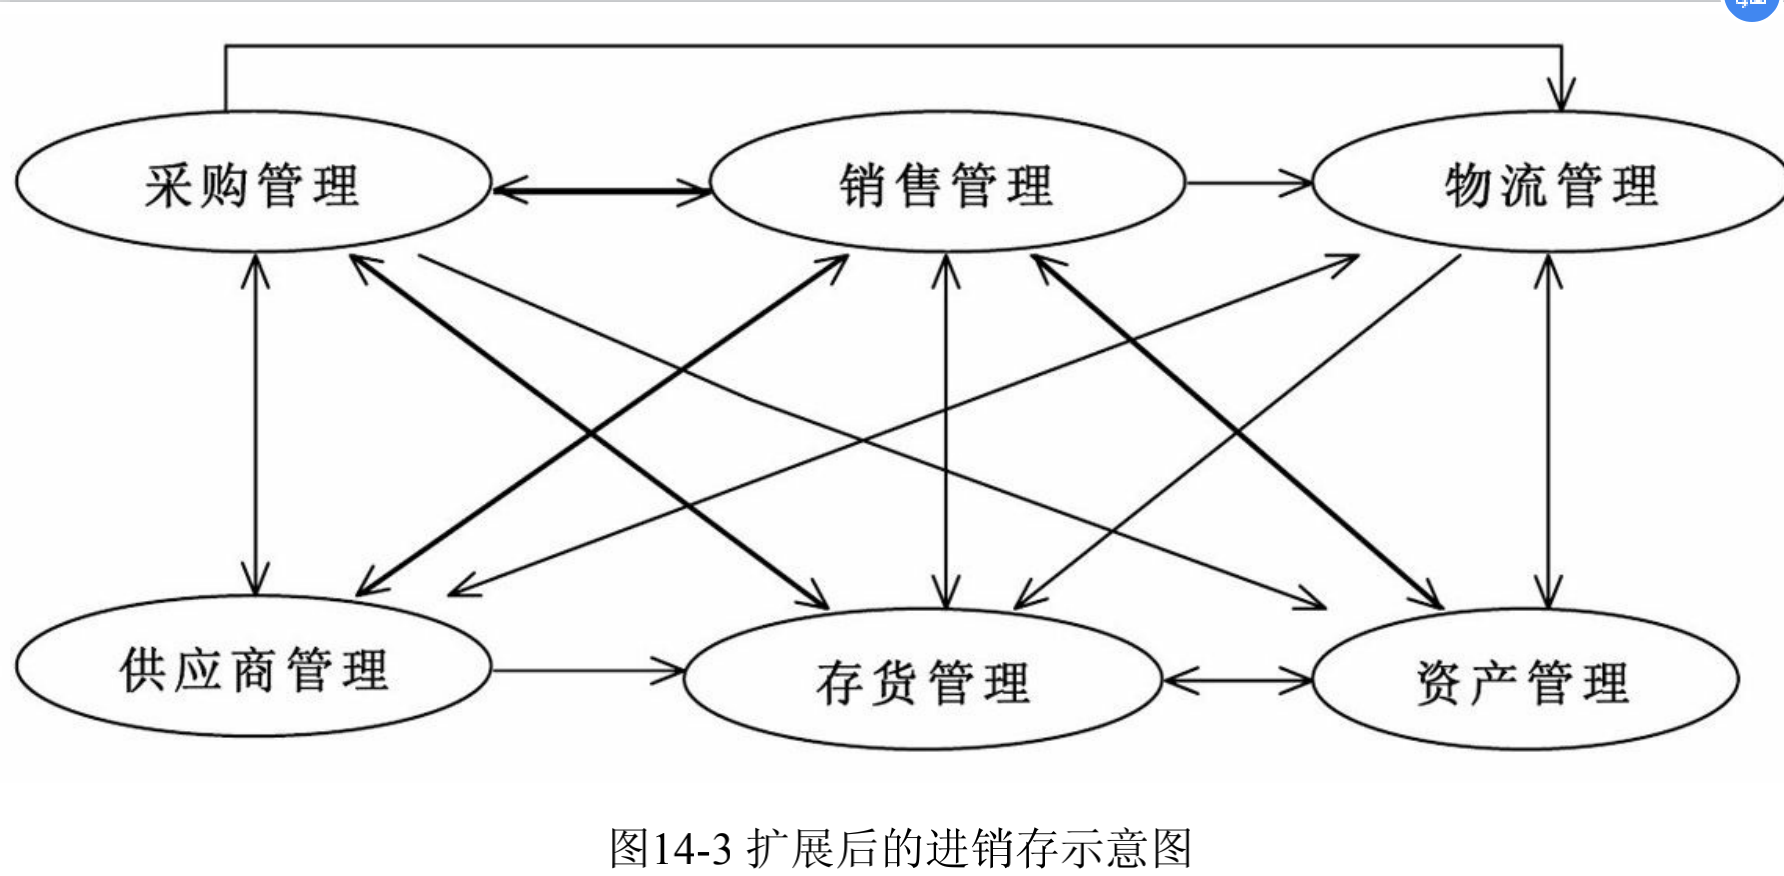 采购管理
销售管理
物流管理
供应商管理
存货管理
资产管理
图14-3 扩展后的进销存示意图